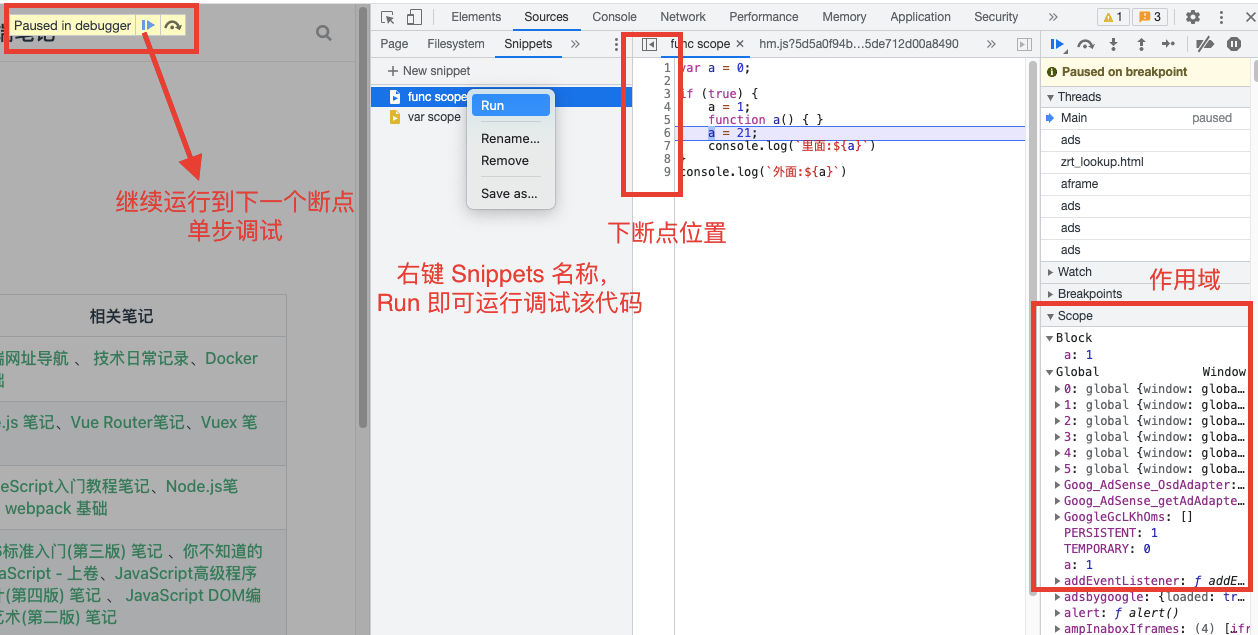 Paused in debugger
笔记
继续运行到下一个断点
单步调试
相关笔记
网址导航 、 技术日常记录、Docker
.js 笔记、Vue Router笔记、Vuex 笔
eScript入门教程笔记、Node.js笔
webpack 基础
标准入门(第三版) 笔记 、你不知道的
aScript - 上卷、JavaScript高级程序
(第四版) 笔记 、 JavaScript DOM编
艺术(第二版) 笔记
Elements Sources Console Network Performance Memory Application Security » 1 3
Page Filesystem Snippets »
+ New snippet
func scope
var scope
Run
Rename...
Remove
Save as...
右键 Snippets 名称,
Run 即可运行调试该代码
func scope × hm.js?5d5a0f94b...5de712d00a8490 »
1 var a = 0;
2
3 if (true) {
4 a = 1;
5 function a() { }
6 a = 21;
7 console.log(`里面:${a}`)
8 }
9 console.log(`外面:${a}`)
下断点位置
Paused on breakpoint
Threads
Main paused
ads
zrt_lookup.html
aframe
ads
ads
ads
Watch
作用域
Breakpoints
Scope
Block
a: 1
Global Window
0: global {window: globa…
1: global {window: globa…
2: global {window: globa…
3: global {window: globa…
4: global {window: globa…
5: global {window: globa…
Goog_AdSense_OsdAdapter:…
Goog_AdSense_getAdAdapte…
GoogleGcLKhOms: []
PERSISTENT: 1
TEMPORARY: 0
a: 1
addEventListener: ƒ addE…
adsbygoogle: {loaded: tr…
alert: ƒ alert()
ampInaboxIframes: (4) [ifr